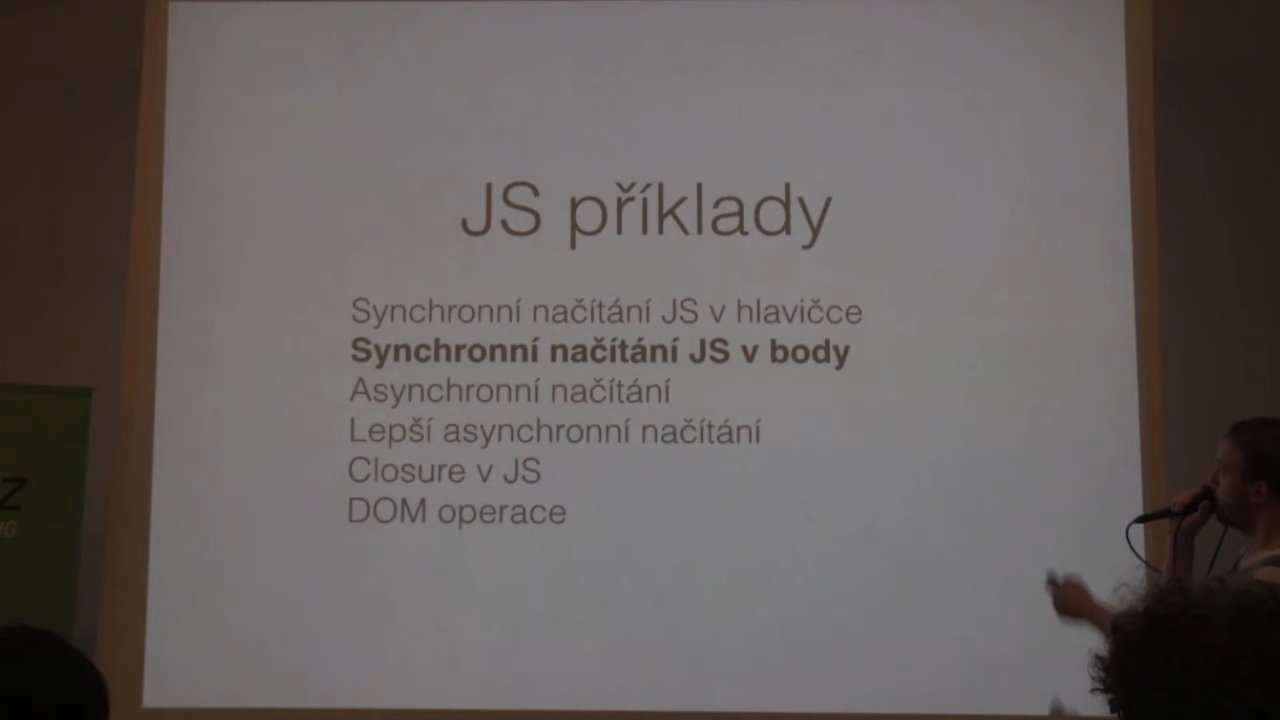 JS příklady
Synchronní načítání JS v hlavičce
Synchronní načítání JS v body
Asynchronní načítání
Lepší asynchronní načítání
Closure v JS
DOM operace
Z